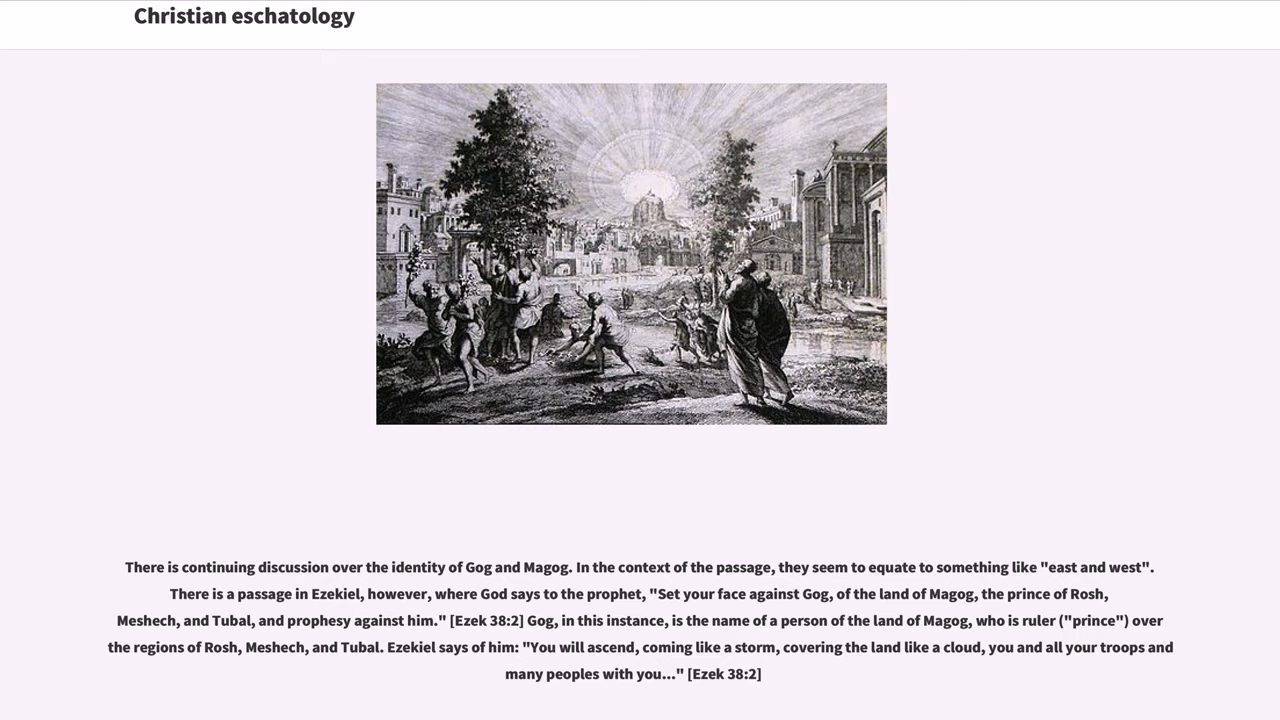 Christian eschatology
There is continuing discussion over the identity of Gog and Magog. In the context of the passage, they seem to equate to something like "east and west".
There is a passage in Ezekiel, however, where God says to the prophet, "Set your face against Gog, of the land of Magog, the prince of Rosh,
Meshech, and Tubal, and prophesy against him." [Ezek 38:2] Gog, in this instance, is the name of a person of the land of Magog, who is ruler ("prince") over
the regions of Rosh, Meshech, and Tubal. Ezekiel says of him: "You will ascend, coming like a storm, covering the land like a cloud, you and all your troops and
many peoples with you..." [Ezek 38:2]